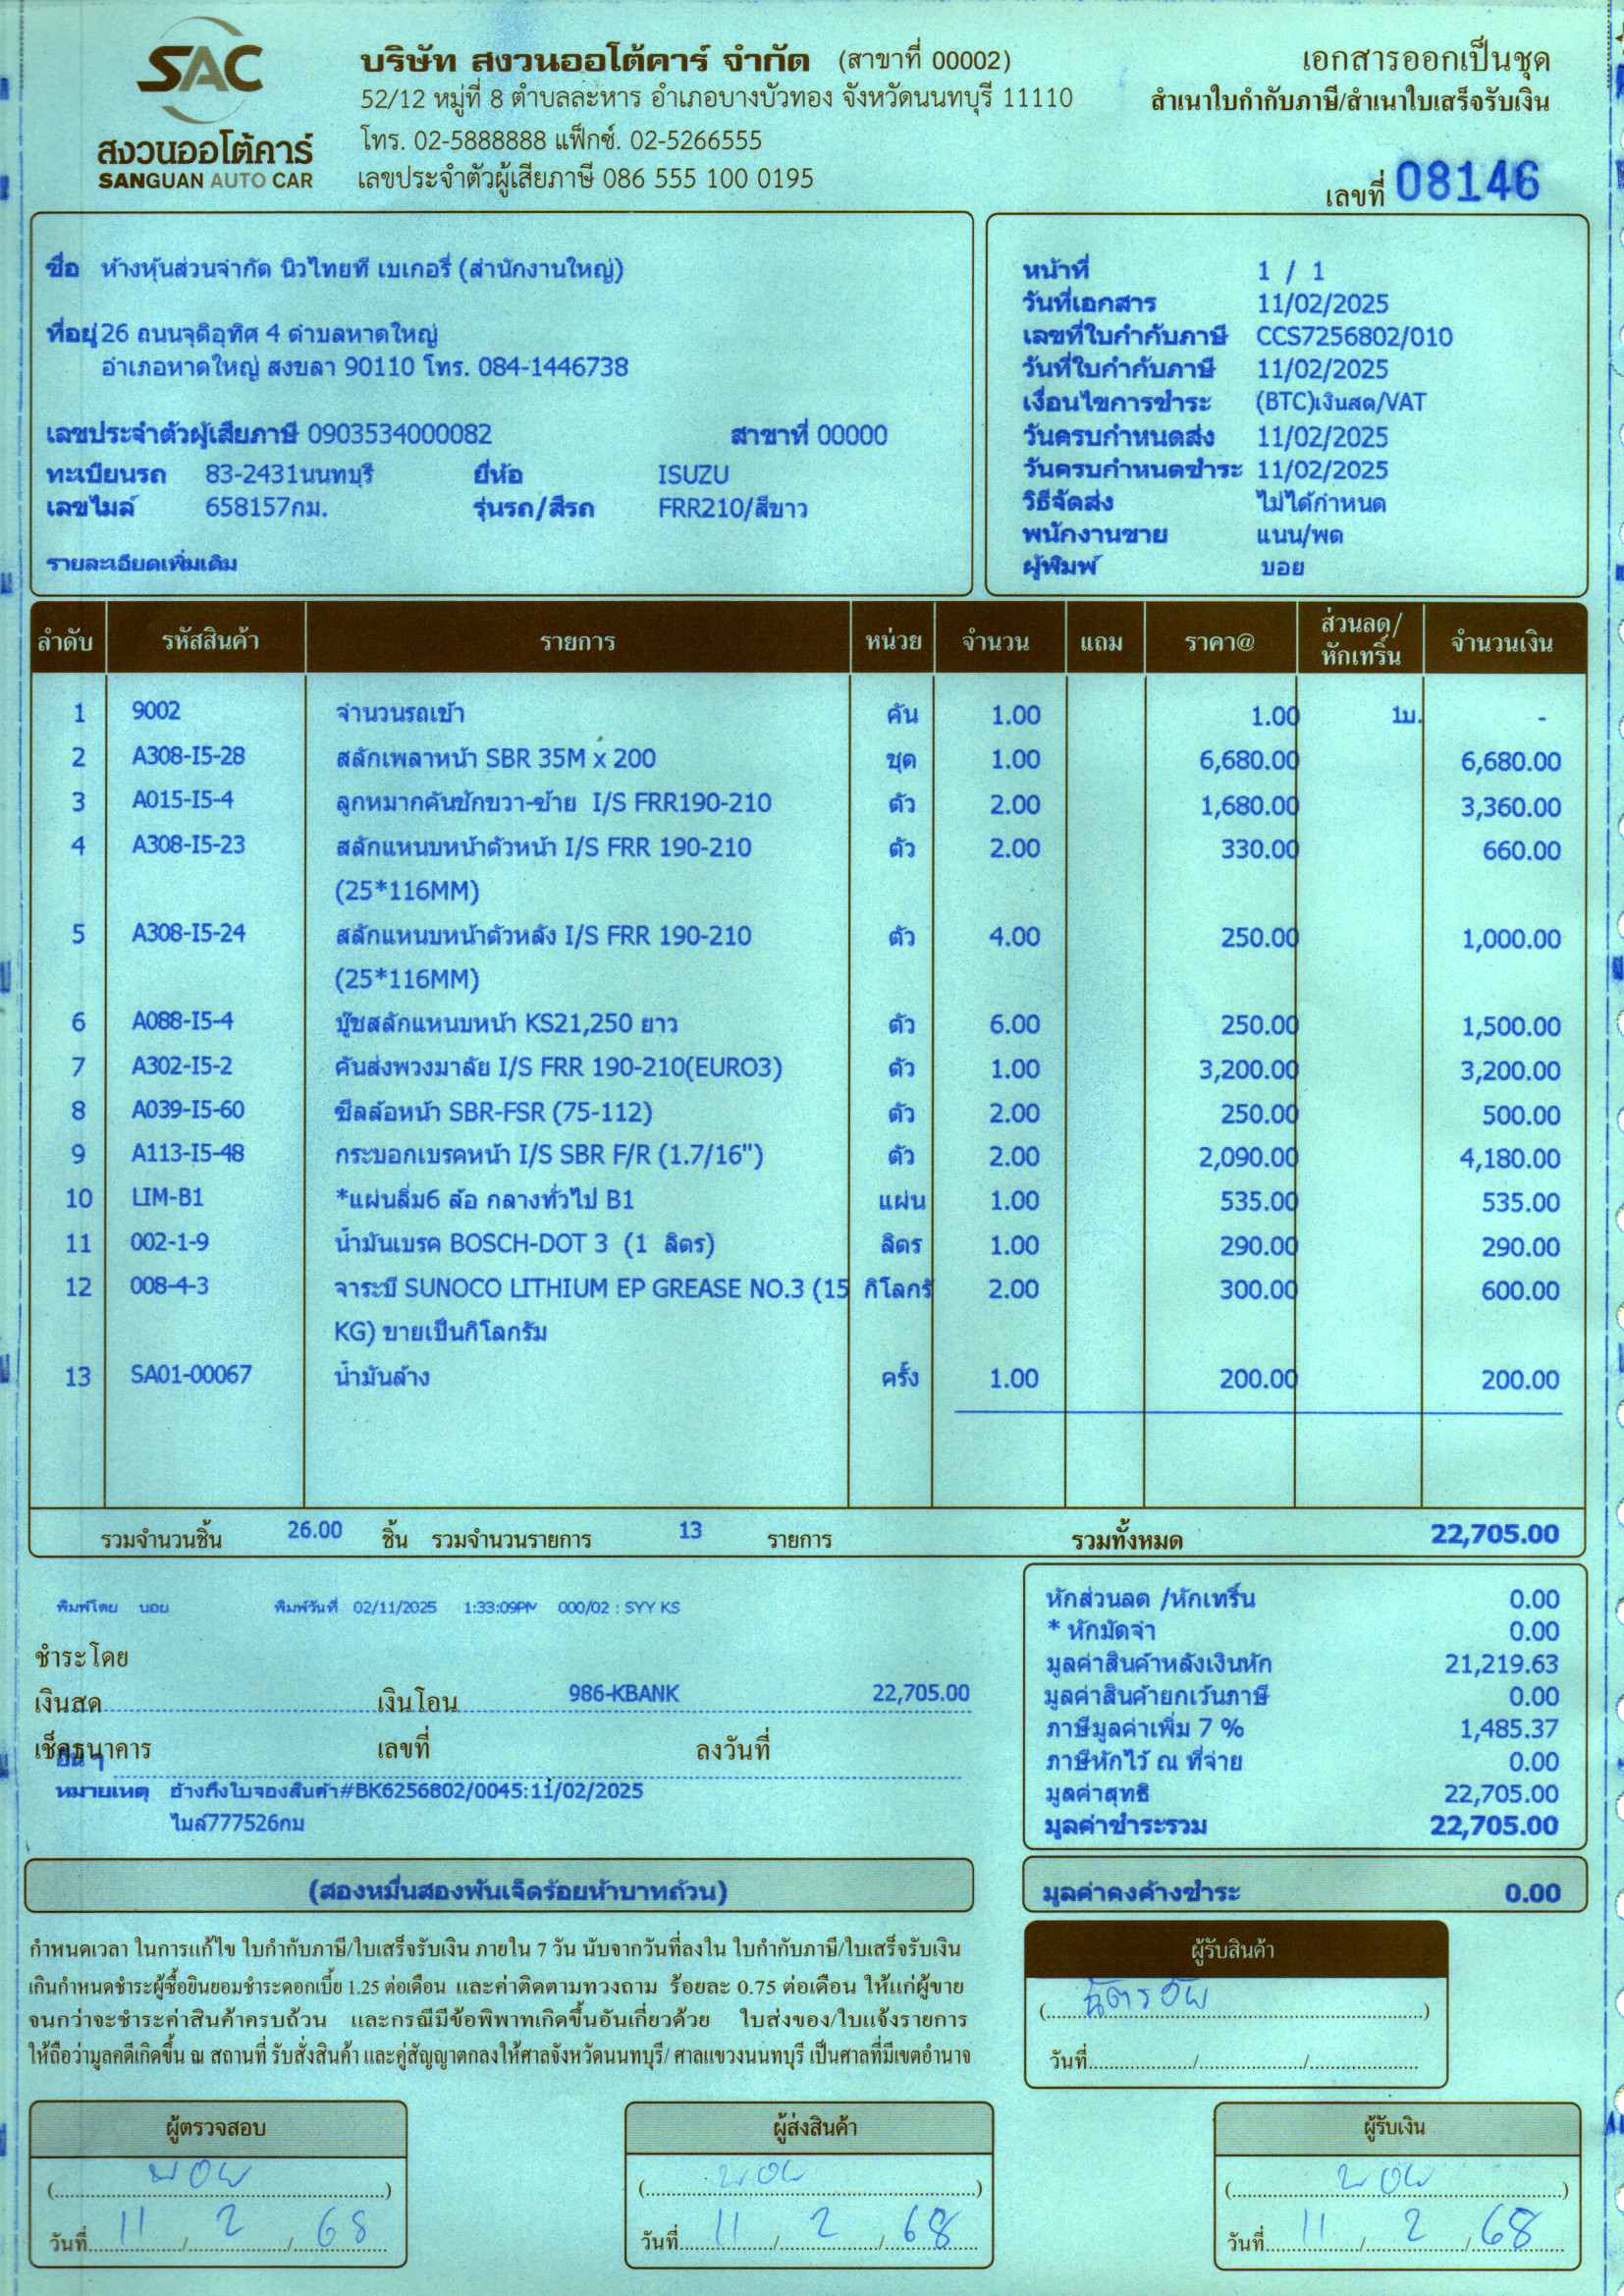 SAC
สงวนออโต้คาร์
SANGUAN AUTO CAR
บริษัท สงวนออโต้คาร์ จำกัด (สาขาที่ 00002)
52/12 หมู่ที่ 8 ตำบลละหาร อำเภอบางบัวทอง จังหวัดนนทบุรี 11110
โทร. 02-5888888 แฟ็กซ์. 02-5266555
เลขประจำตัวผู้เสียภาษี 086 555 100 0195
เอกสารออกเป็นชุด
สำเนาใบกำกับภาษี/สำเนาใบเสร็จรับเงิน
เลขที่ 08146
ชื่อ ห้างหุ้นส่วนจำกัด นิวไทยที เบเกอรี่ (สำนักงานใหญ่)
ที่อยู่ 26 ถนนจุติอุทิศ 4 ตำบลหาดใหญ่
อำเภอหาดใหญ่ สงขลา 90110 โทร. 084-1446738
เลขประจำตัวผู้เสียภาษี 0903534000082 สาขาที่ 00000
ทะเบียนรถ 83-2431นนทบุรี ยี่ห้อ ISUZU
เลขไมล์ 658157กม. รุ่นรถ/สีรถ FRR210/สีขาว
รายละเอียดเพิ่มเติม
หน้าที่ 1 / 1
วันที่เอกสาร 11/02/2025
เลขที่ใบกำกับภาษี CCS7256802/010
วันที่ใบกำกับภาษี 11/02/2025
เงื่อนไขการชำระ (BTC)เงินสด/VAT
วันครบกำหนดส่ง 11/02/2025
วันครบกำหนดชำระ 11/02/2025
วิธีจัดส่ง ไม่ได้กำหนด
พนักงานขาย แนน/พด
ผู้พิมพ์ บอย
ลำดับ รหัสสินค้า รายการ หน่วย จำนวน แถม ราคา@ ส่วนลด/หักเทริ์น จำนวนเงิน
1 9002 จำนวนรถเข้า คัน 1.00 1.00 1บ. -
2 A308-I5-28 สลักเพลาหน้า SBR 35M x 200 ชุด 1.00 6,680.00 6,680.00
3 A015-I5-4 ลูกหมากคันชักขวา-ซ้าย I/S FRR190-210 ตัว 2.00 1,680.00 3,360.00
4 A308-I5-23 สลักแหนบหน้าตัวหน้า I/S FRR 190-210 ตัว 2.00 330.00 660.00
(25*116MM)
5 A308-I5-24 สลักแหนบหน้าตัวหลัง I/S FRR 190-210 ตัว 4.00 250.00 1,000.00
(25*116MM)
6 A088-I5-4 บู๊ชสลักแหนบหน้า KS21,250 ยาว ตัว 6.00 250.00 1,500.00
7 A302-I5-2 คันส่งพวงมาลัย I/S FRR 190-210(EURO3) ตัว 1.00 3,200.00 3,200.00
8 A039-I5-60 ซีลล้อหน้า SBR-FSR (75-112) ตัว 2.00 250.00 500.00
9 A113-I5-48 กระบอกเบรคหน้า I/S SBR F/R (1.7/16") ตัว 2.00 2,090.00 4,180.00
10 LIM-B1 *แผ่นลิ่ม6 ล้อ กลางทั่วไป B1 แผ่น 1.00 535.00 535.00
11 002-1-9 น้ำมันเบรค BOSCH-DOT 3 (1 ลิตร) ลิตร 1.00 290.00 290.00
12 008-4-3 จาระบี SUNOCO LITHIUM EP GREASE NO.3 (15 กิโลกรั 2.00 300.00 600.00
KG) ขายเป็นกิโลกรัม
13 SA01-00067 น้ำมันล้าง ครั้ง 1.00 200.00 200.00
รวมจำนวนชิ้น 26.00 ชิ้น รวมจำนวนรายการ 13 รายการ รวมทั้งหมด 22,705.00
พิมพ์โดย บอย พิมพ์วันที่ 02/11/2025 1:33:09PM 000/02 : SYY KS
ชำระโดย
เงินสด เงินโอน 986-KBANK 22,705.00
เช็คธนาคาร เลขที่ ลงวันที่
อื่นๆ
หมายเหตุ อ้างถึงใบจองสินค้า#BK6256802/0045:11/02/2025
ไมล์777526กม
หักส่วนลด /หักเทริ์น 0.00
* หักมัดจำ 0.00
มูลค่าสินค้าหลังเงินหัก 21,219.63
มูลค่าสินค้ายกเว้นภาษี 0.00
ภาษีมูลค่าเพิ่ม 7 % 1,485.37
ภาษีหักไว้ ณ ที่จ่าย 0.00
มูลค่าสุทธิ 22,705.00
มูลค่าชำระรวม 22,705.00
(สองหมื่นสองพันเจ็ดร้อยห้าบาทถ้วน)
มูลค่าคงค้างชำระ 0.00
กำหนดเวลา ในการแก้ไข ใบกำกับภาษี/ใบเสร็จรับเงิน ภายใน 7 วัน นับจากวันที่ลงใน ใบกำกับภาษี/ใบเสร็จรับเงิน
เกินกำหนดชำระผู้ซื้อยินยอมชำระดอกเบี้ย 1.25 ต่อเดือน และค่าติดตามทวงถาม ร้อยละ 0.75 ต่อเดือน ให้แก่ผู้ขาย
จนกว่าจะชำระค่าสินค้าครบถ้วน และกรณีมีข้อพิพาทเกิดขึ้นอันเกี่ยวด้วย ใบส่งของ/ใบแจ้งรายการ
ให้ถือว่ามูลคดีเกิดขึ้น ณ สถานที่ รับสั่งสินค้า และคู่สัญญาตกลงให้ศาลจังหวัดนนทบุรี/ ศาลแขวงนนทบุรี เป็นศาลที่มีเขตอำนาจ
ผู้รับสินค้า
วันที่ / /
ผู้ตรวจสอบ
(บอย)
วันที่ 11 / 2 / 68
ผู้ส่งสินค้า
(บอย)
วันที่ 11 / 2 / 68
ผู้รับเงิน
(บอย)
วันที่ 11 / 2 / 68